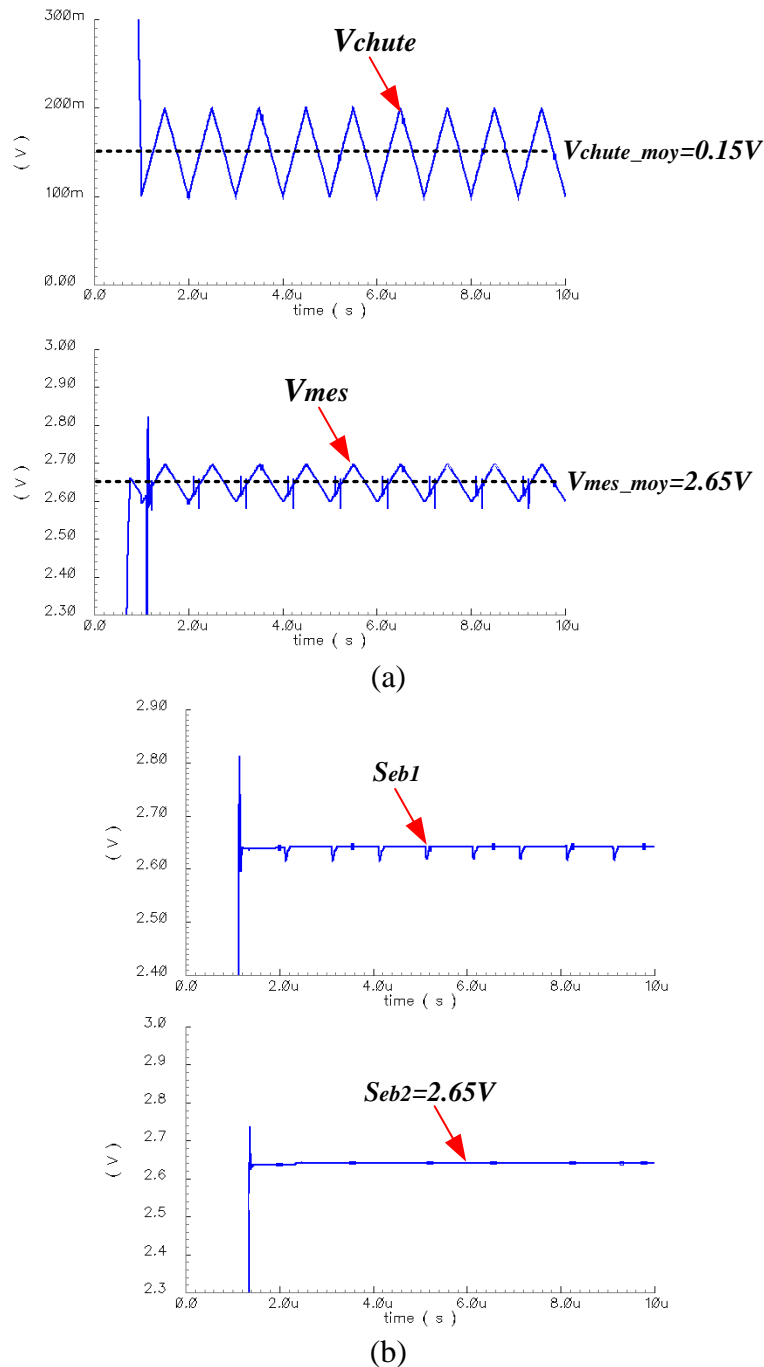 300m
Vchute
200m
( V )
Vchute_moy=0.15V
100m
0.00
0.0 2.0u 4.0u 6.0u 8.0u 10u
time ( s )
3.00
2.90
Vmes
2.80
( V )
2.70
Vmes_moy=2.65V
2.60
2.50
2.40
2.30
0.0 2.0u 4.0u 6.0u 8.0u 10u
time ( s )
(a)
2.90
2.80
Seb1
( V )
2.70
2.60
2.50
2.40
0.0 2.0u 4.0u 6.0u 8.0u 10u
time ( s )
3.0
2.9
2.8
Seb2=2.65V
( V )
2.7
2.6
2.5
2.4
2.3
0.0 2.0u 4.0u 6.0u 8.0u 10u
time ( s )
(b)